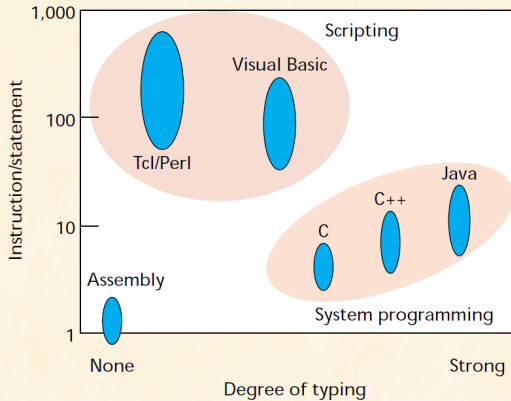 1,000
Scripting
Visual Basic
100
Tcl/Perl
Java
C++
10
C
Assembly
System programming
1
None
Strong
Degree of typing
Instruction/statement